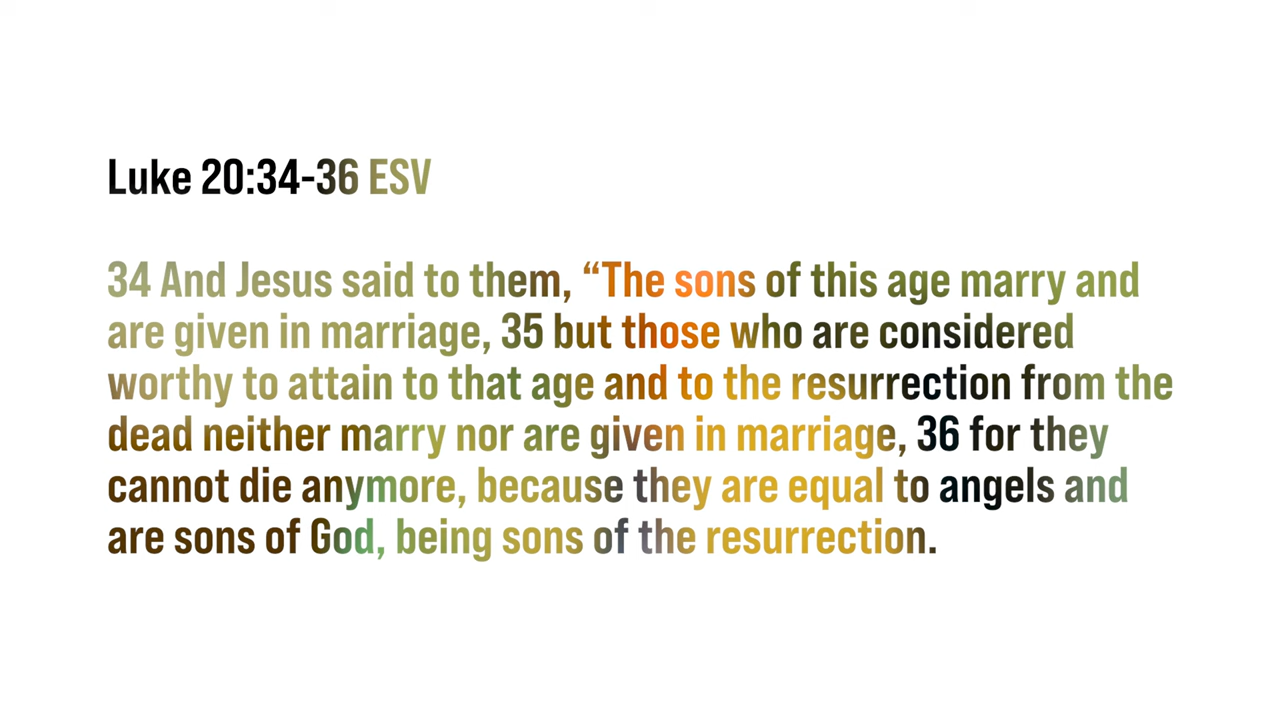 Luke 20:34-36 ESV
34 And Jesus said to them, “The sons of this age marry and
are given in marriage, 35 but those who are considered
worthy to attain to that age and to the resurrection from the
dead neither marry nor are given in marriage, 36 for they
cannot die anymore, because they are equal to angels and
are sons of God, being sons of the resurrection.